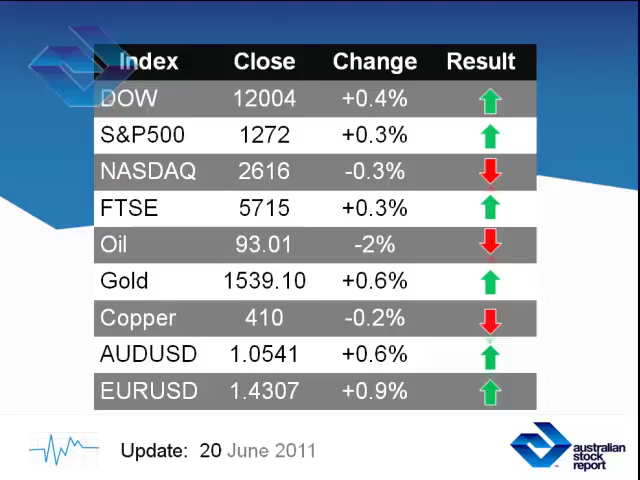 Index Close Change Result
DOW 12004 +0.4%
S&P500 1272 +0.3%
NASDAQ 2616 -0.3%
FTSE 5715 +0.3%
Oil 93.01 -2%
Gold 1539.10 +0.6%
Copper 410 -0.2%
AUDUSD 1.0541 +0.6%
EURUSD 1.4307 +0.9%
Update: 20 June 2011
australian
stock
report